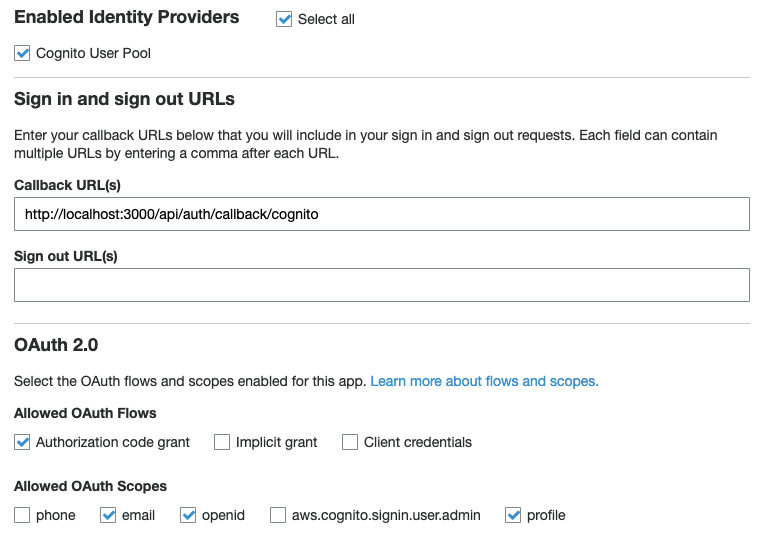 Enabled Identity Providers Select all
Cognito User Pool
Sign in and sign out URLs
Enter your callback URLs below that you will include in your sign in and sign out requests. Each field can contain
multiple URLs by entering a comma after each URL.
Callback URL(s)
http://localhost:3000/api/auth/callback/cognito
Sign out URL(s)
OAuth 2.0
Select the OAuth flows and scopes enabled for this app. Learn more about flows and scopes.
Allowed OAuth Flows
Authorization code grant Implicit grant Client credentials
Allowed OAuth Scopes
phone email openid aws.cognito.signin.user.admin profile